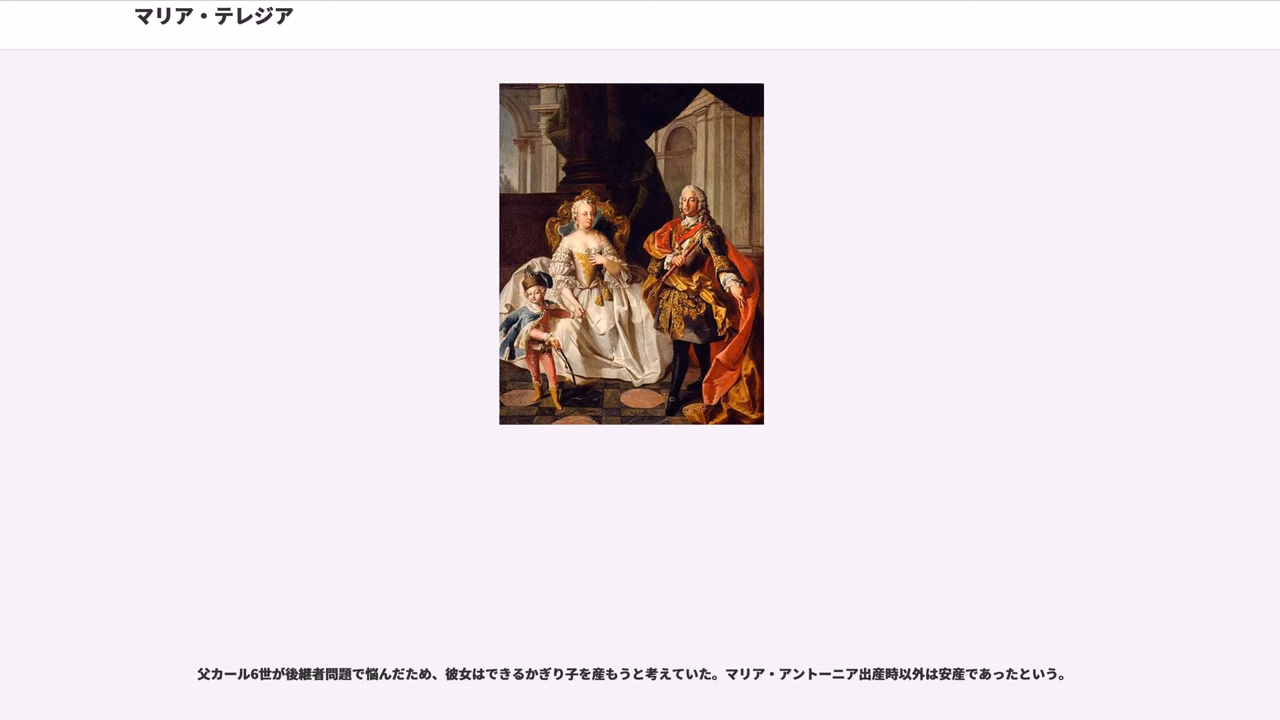 マリア・テレジア
父カール6世が後継者問題で悩んだため、彼女はできるかぎり子を産もうと考えていた。マリア・アントーニア出産時以外は安産であったという。